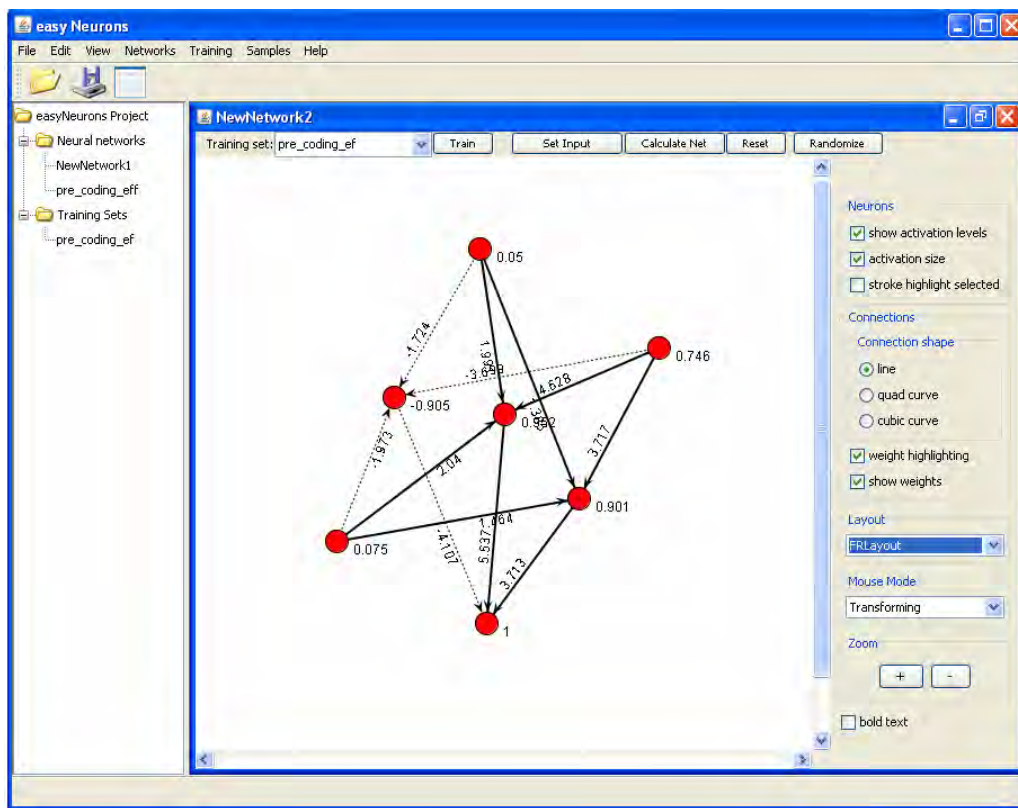 easy Neurons
File Edit View Networks Training Samples Help
easyNeurons Project
Neural networks
NewNetwork1
pre_coding_eff
Training Sets
pre_coding_ef
NewNetwork2
Training set: pre_coding_ef Train Set Input Calculate Net Reset Randomize
0.05
0.746
-0.905
0.901
0.075
1
-1.724
-3.693
4.628
3.717
-1.973
2.04
1.464
5.537
-4.107
3.713
Neurons
show activation levels
activation size
stroke highlight selected
Connections
Connection shape
line
quad curve
cubic curve
weight highlighting
show weights
Layout
FRLayout
Mouse Mode
Transforming
Zoom
+ -
bold text